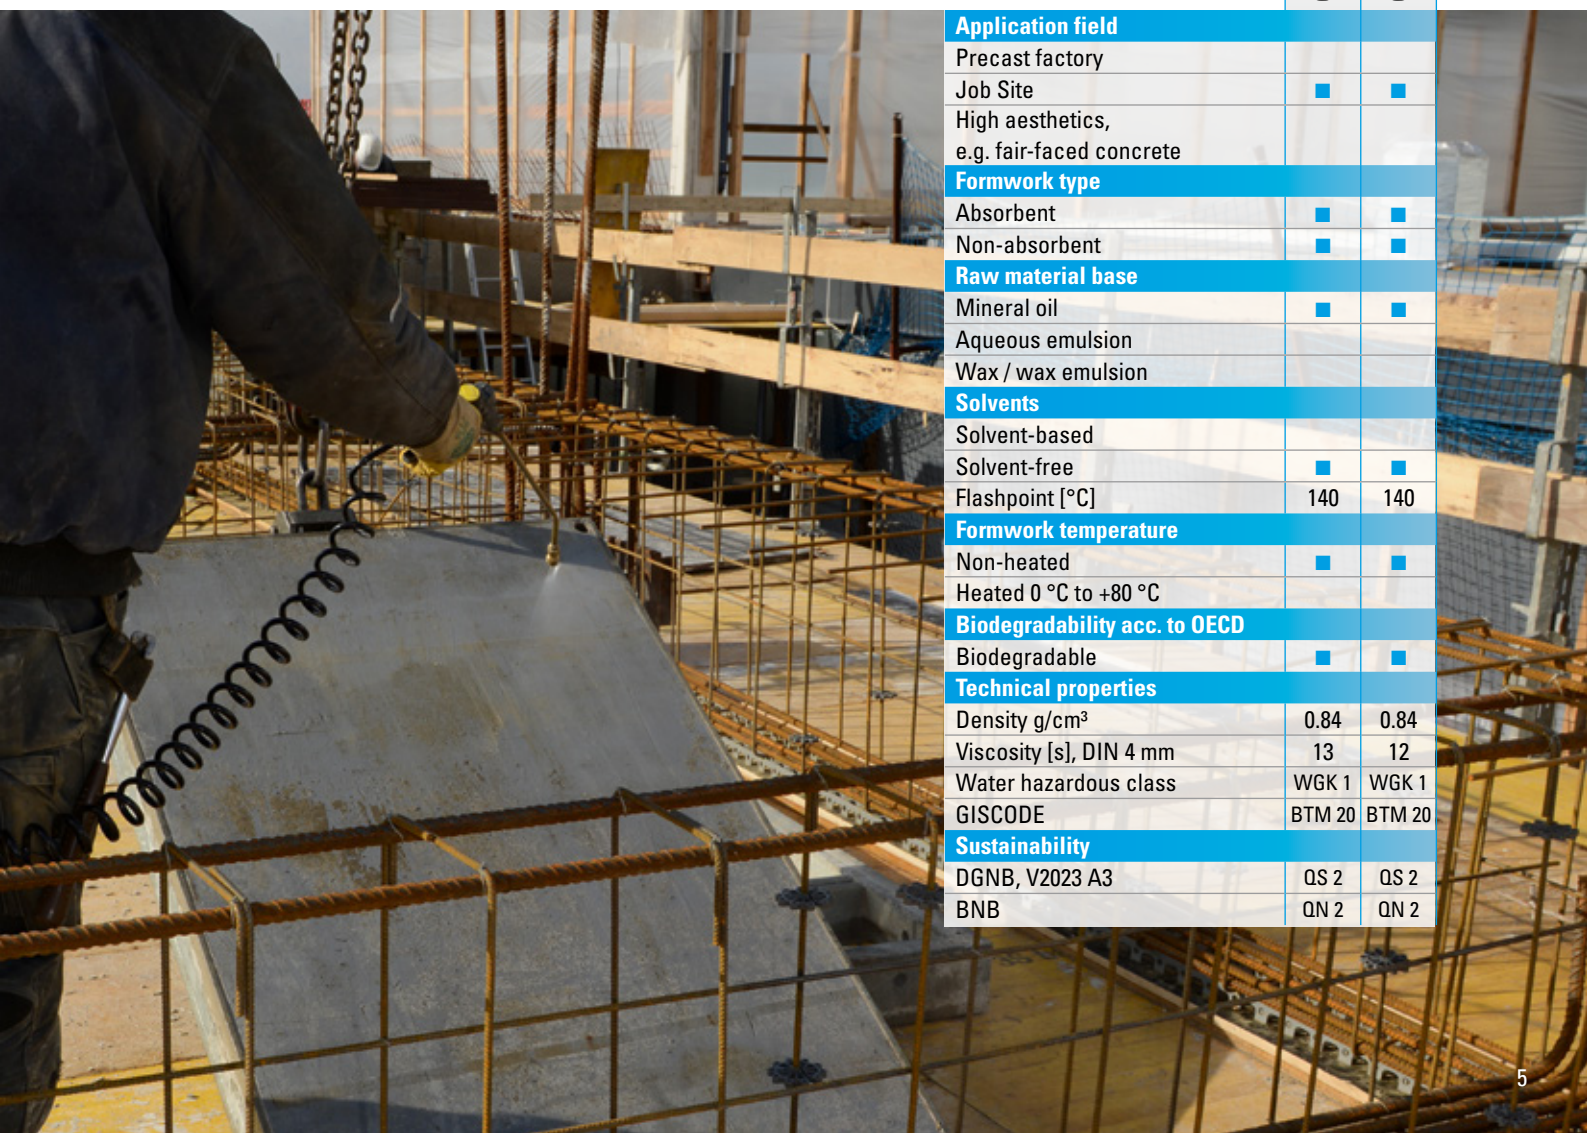 Application field
Precast factory
Job Site ■ ■
High aesthetics,
e.g. fair-faced concrete
Formwork type
Absorbent ■ ■
Non-absorbent ■ ■
Raw material base
Mineral oil ■ ■
Aqueous emulsion
Wax / wax emulsion
Solvents
Solvent-based
Solvent-free ■ ■
Flashpoint [°C] 140 140
Formwork temperature
Non-heated ■ ■
Heated 0 °C to +80 °C
Biodegradability acc. to OECD
Biodegradable ■ ■
Technical properties
Density g/cm³ 0.84 0.84
Viscosity [s], DIN 4 mm 13 12
Water hazardous class WGK 1 WGK 1
GISCODE BTM 20 BTM 20
Sustainability
DGNB, V2023 A3 QS 2 QS 2
BNB QN 2 QN 2
5